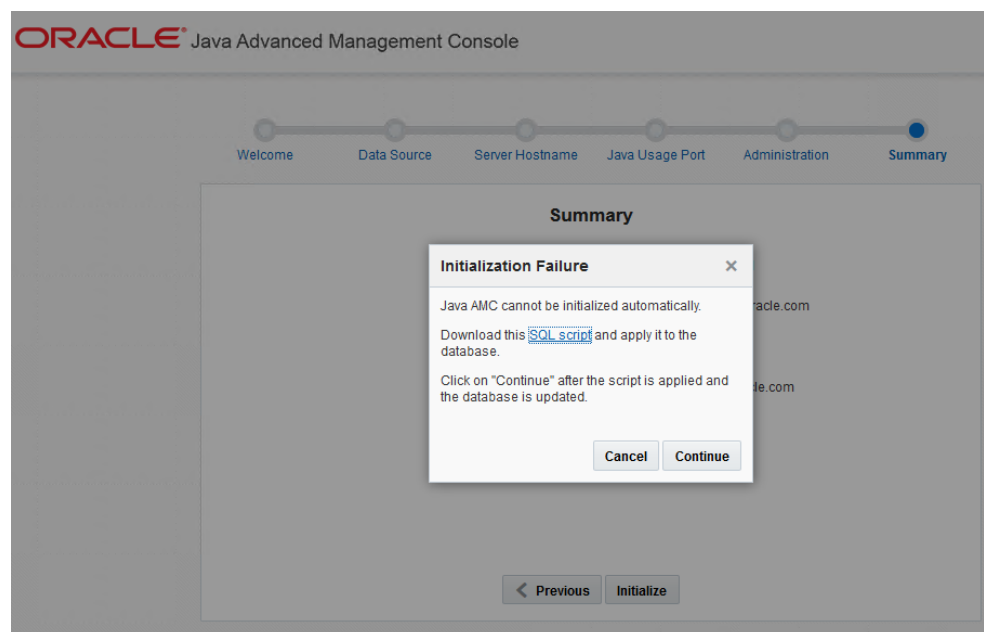 ORACLE® Java Advanced Management Console
Welcome Data Source Server Hostname Java Usage Port Administration Summary
Summary
Initialization Failure ×
Java AMC cannot be initialized automatically.
racle.com
Download this SQL script and apply it to the
database.
Click on "Continue" after the script is applied and
the database is updated.
le.com
Cancel Continue
Previous Initialize